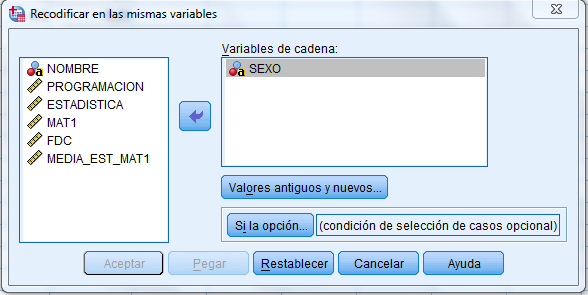 Recodificar en las mismas variables
Variables de cadena:
NOMBRE
PROGRAMACION
ESTADISTICA
MAT1
FDC
MEDIA_EST_MAT1
SEXO
Valores antiguos y nuevos...
Si la opción...
(condición de selección de casos opcional)
Aceptar
Pegar
Restablecer
Cancelar
Ayuda